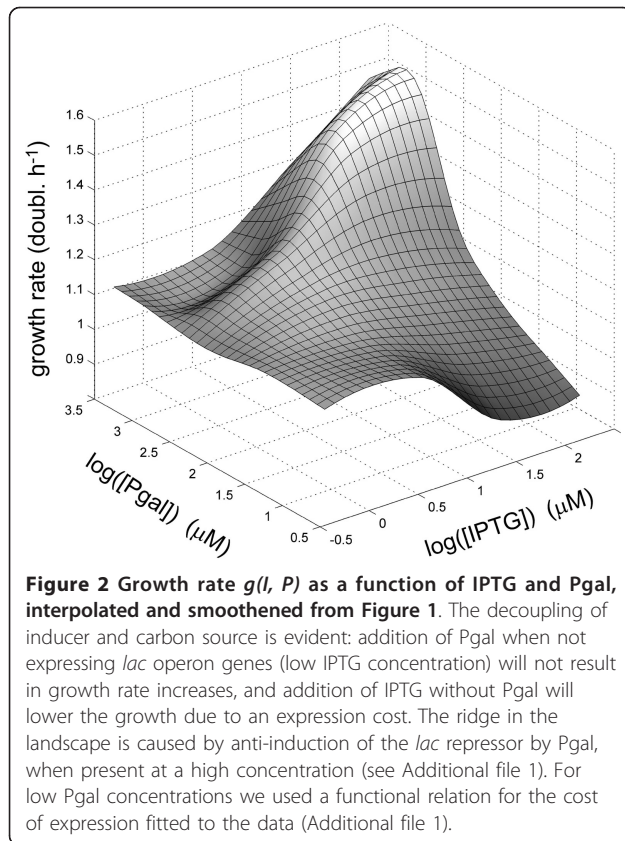 1.6
1.5
1.4
1.3
1.2
1.1
1
0.9
growth rate (doubl. h-1)
3.5
3
2.5
2
1.5
1
0.5
log([Pgal]) (μM)
-0.5
0
0.5
1
1.5
2
log([IPTG]) (μM)
Figure 2 Growth rate g(I, P) as a function of IPTG and Pgal,
interpolated and smoothened from Figure 1. The decoupling of
inducer and carbon source is evident: addition of Pgal when not
expressing lac operon genes (low IPTG concentration) will not result
in growth rate increases, and addition of IPTG without Pgal will
lower the growth due to an expression cost. The ridge in the
landscape is caused by anti-induction of the lac repressor by Pgal,
when present at a high concentration (see Additional file 1). For
low Pgal concentrations we used a functional relation for the cost
of expression fitted to the data (Additional file 1).